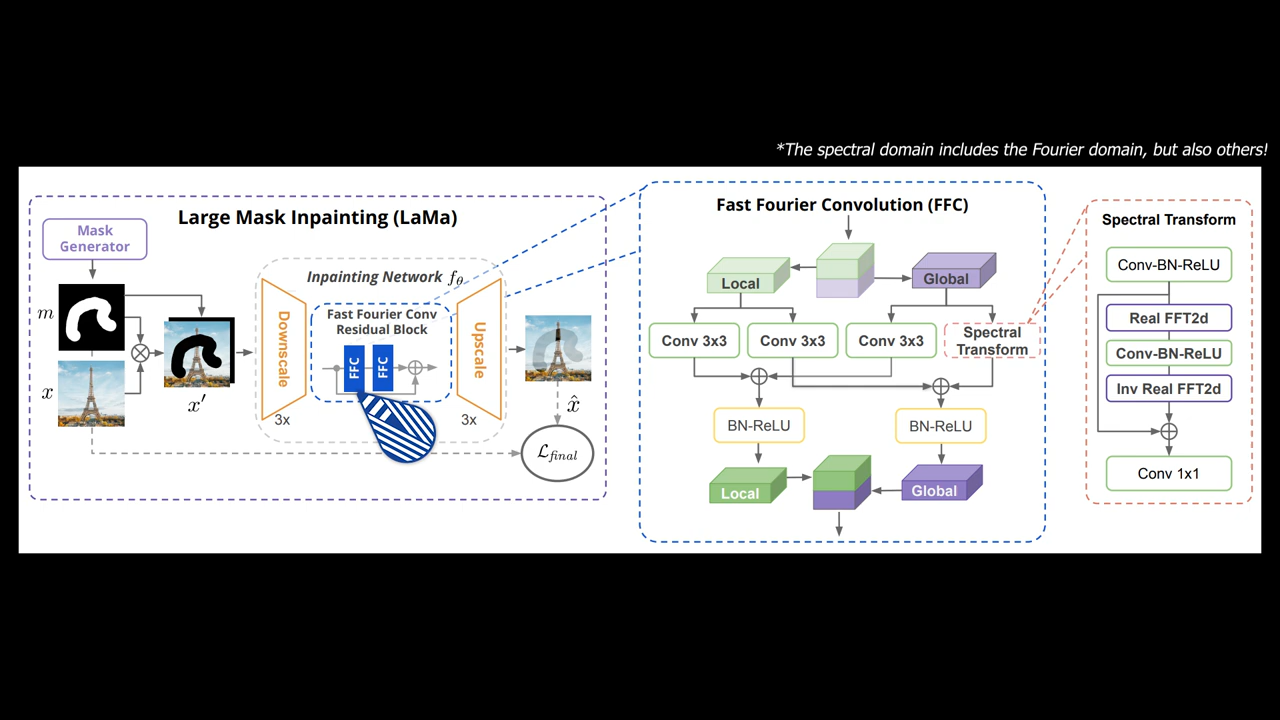 *The spectral domain includes the Fourier domain, but also others!
Large Mask Inpainting (LaMa)
Mask
Generator
m
x
x′
Inpainting Network fθ
Downscale
3x
Fast Fourier Conv
Residual Block
FFC
FFC
Upscale
3x
x̂
ℒfinal
Fast Fourier Convolution (FFC)
Local
Global
Conv 3x3
Conv 3x3
Conv 3x3
Spectral
Transform
BN-ReLU
BN-ReLU
Local
Global
Spectral Transform
Conv-BN-ReLU
Real FFT2d
Conv-BN-ReLU
Inv Real FFT2d
Conv 1x1